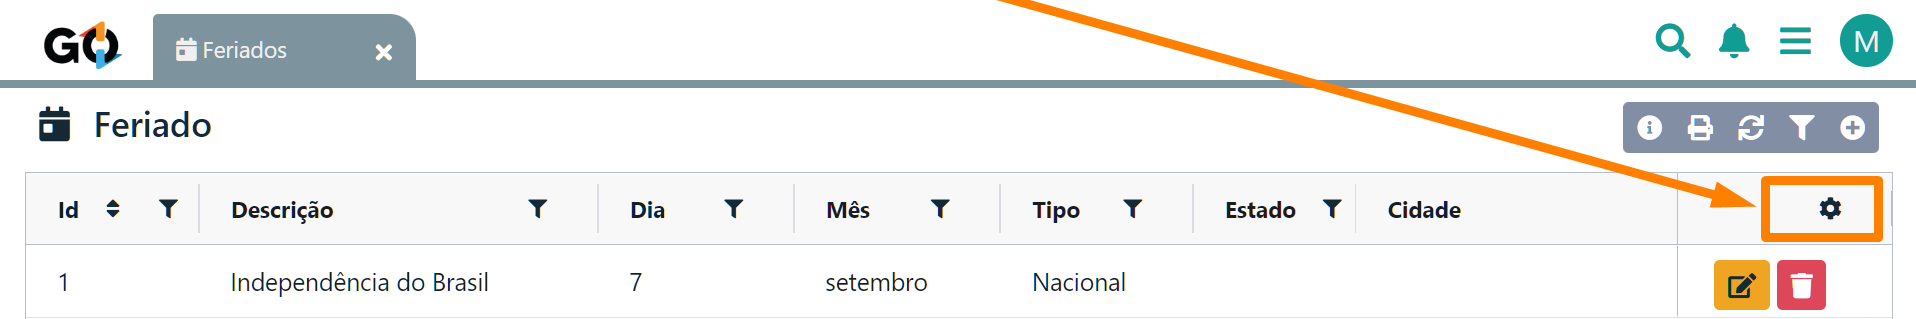 GO
Feriados
M
Feriado
Id Descrição Dia Mês Tipo Estado Cidade
1 Independência do Brasil 7 setembro Nacional